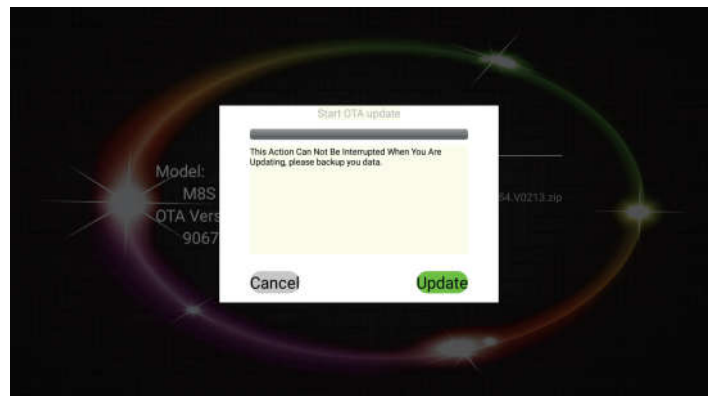 Start OTA update
This Action Can Not Be Interrupted When You Are
Updating, please backup you data.
Model:
M8S
64.V0213.zip
OTA Vers
9067
Cancel
Update